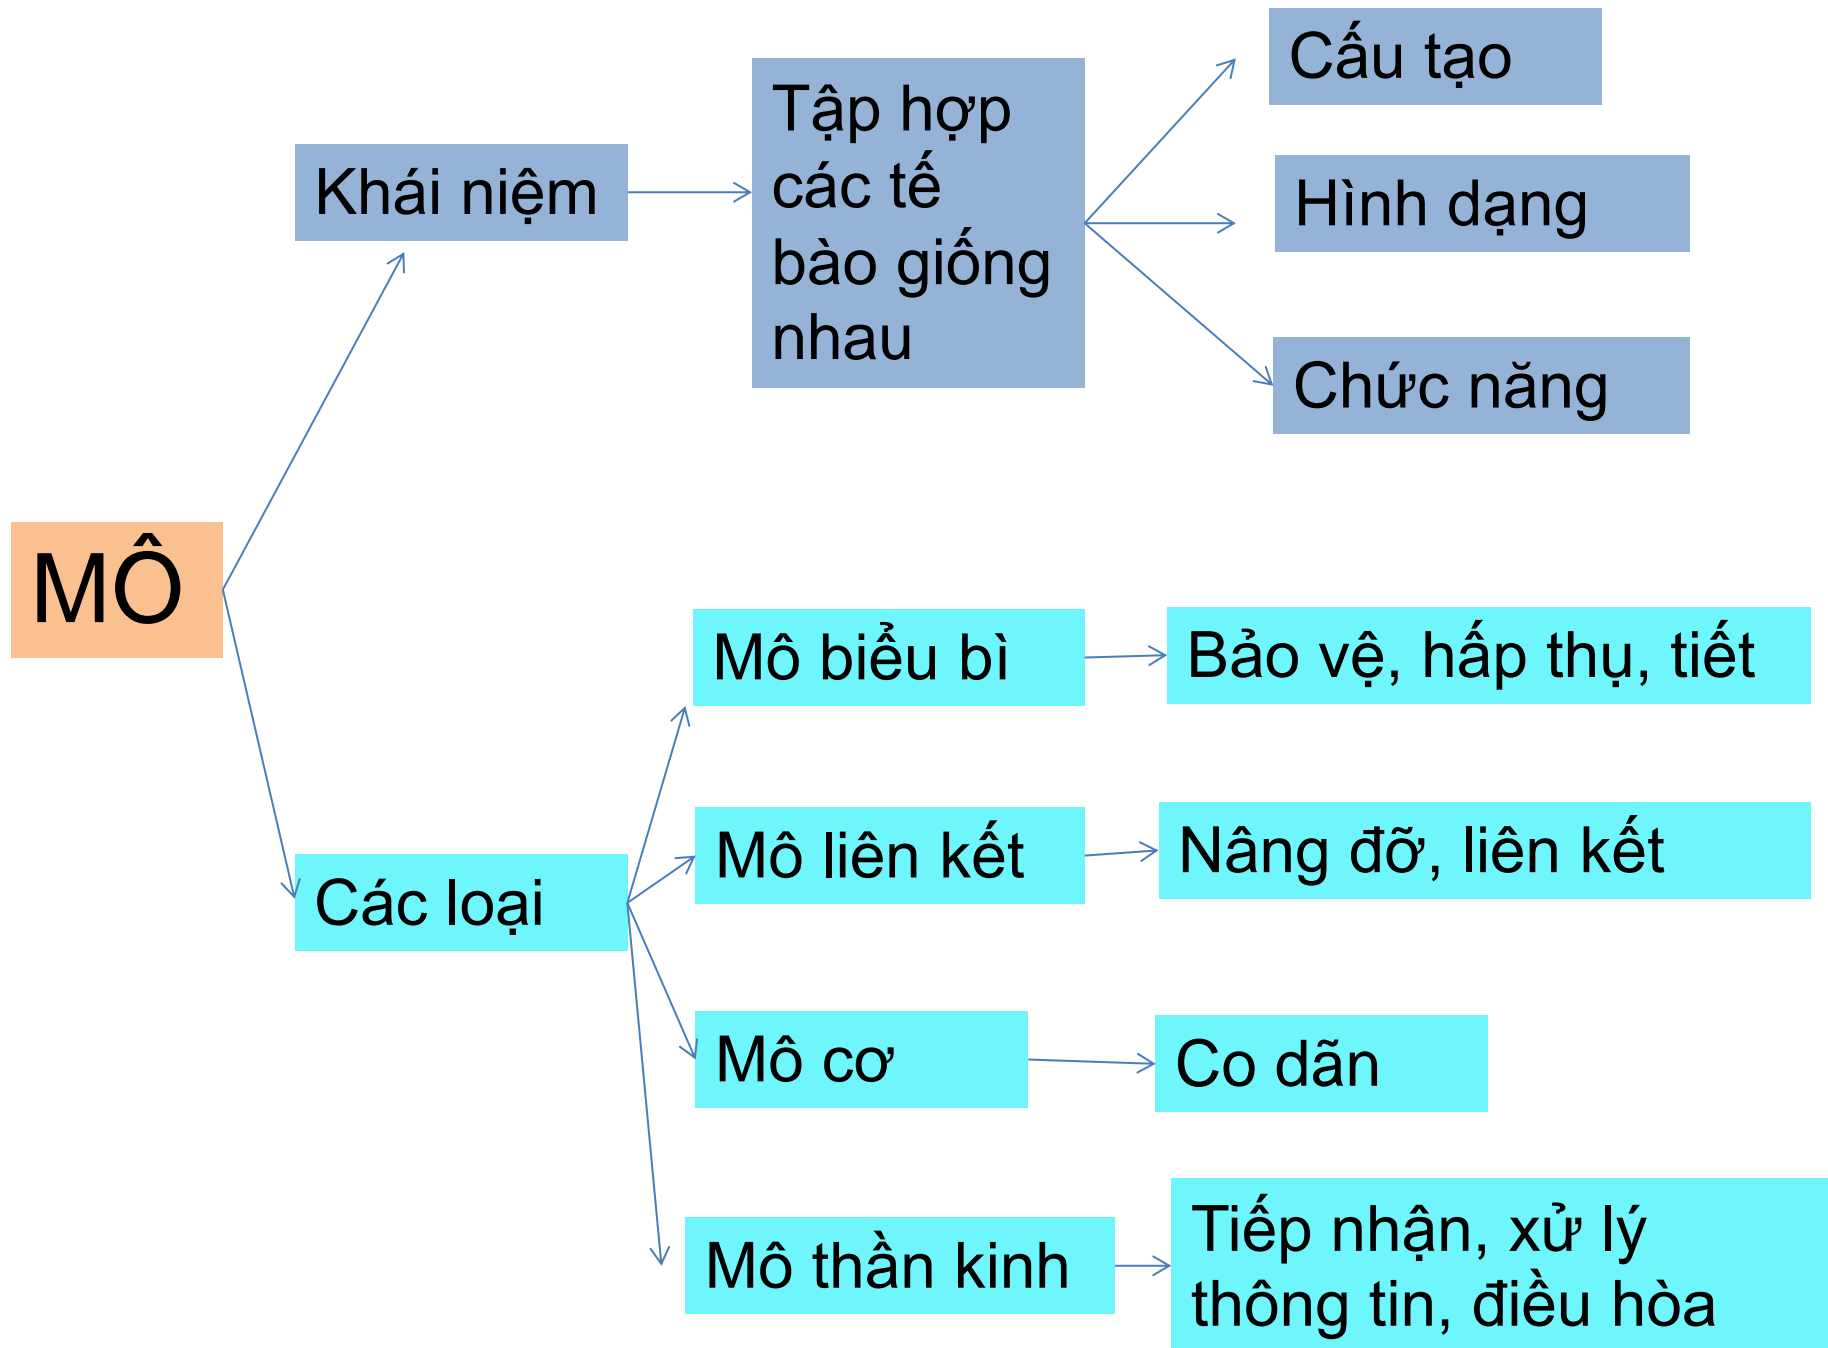 MÔ
Khái niệm
Tập hợp
các tế
bào giống
nhau
Cấu tạo
Hình dạng
Chức năng
Các loại
Mô biểu bì
Bảo vệ, hấp thụ, tiết
Mô liên kết
Nâng đỡ, liên kết
Mô cơ
Co dãn
Mô thần kinh
Tiếp nhận, xử lý
thông tin, điều hòa